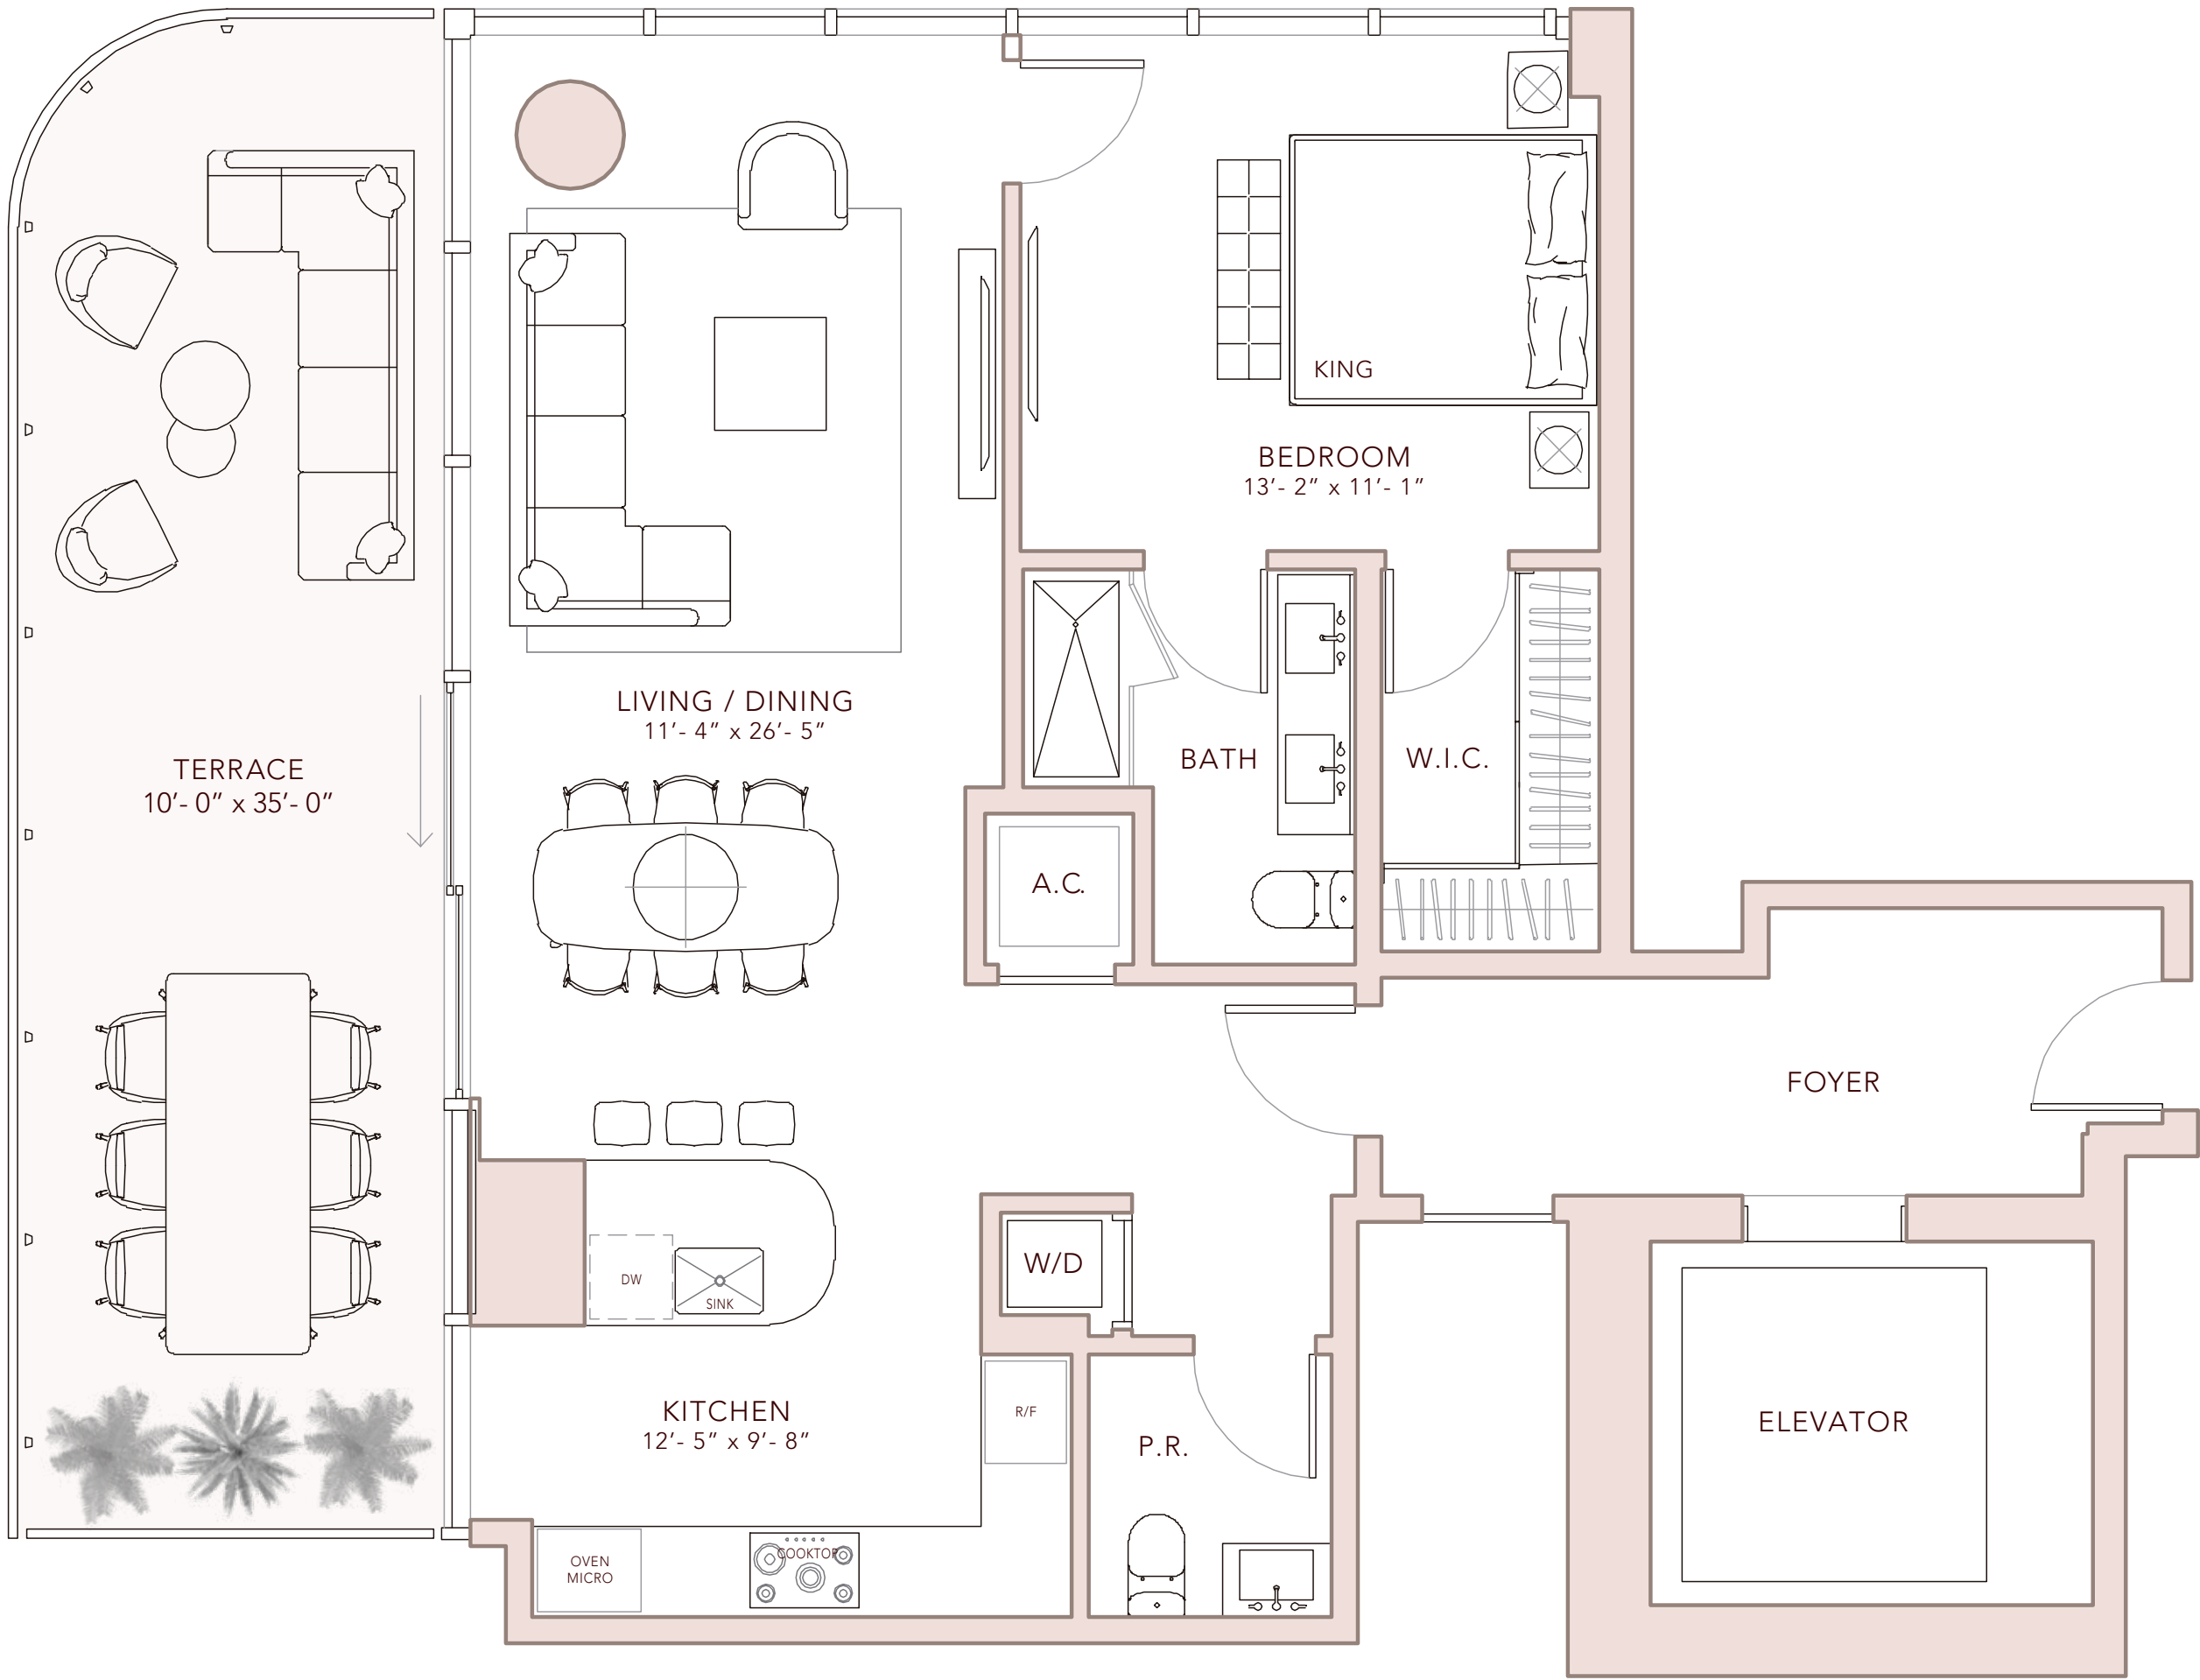 KING
BEDROOM
13’- 2” x 11’- 1”
LIVING / DINING
11’- 4” x 26’- 5”
TERRACE
10’- 0” x 35’- 0”
BATH
W.I.C.
A.C.
FOYER
W/D
DW
SINK
KITCHEN
12’- 5” x 9’- 8”
R/F
P.R.
ELEVATOR
OVEN
MICRO
COOKTOP